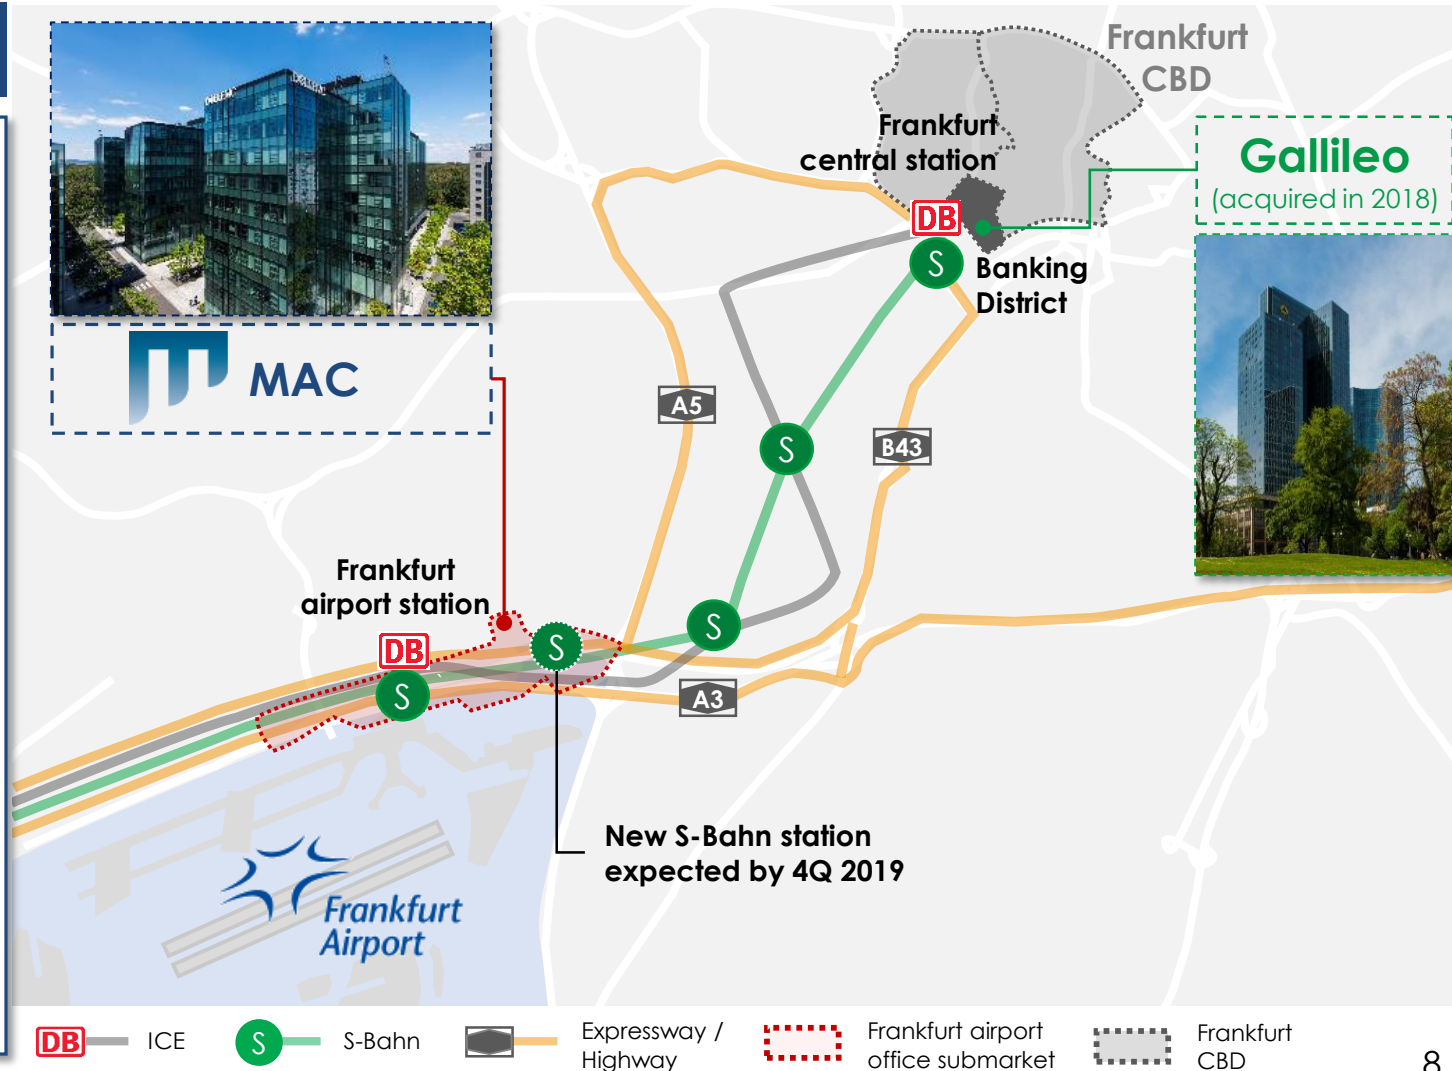 Frankfurt
CBD
Frankfurt
central station
Gallileo
(acquired in 2018)
DB
S
Banking
District
MAC
A5
S
B43
Frankfurt
airport station
DB
S
S
S
A3
New S-Bahn station
expected by 4Q 2019
Frankfurt
Airport
DB ICE
S S-Bahn
Expressway /
Highway
Frankfurt airport
office submarket
Frankfurt
CBD
8